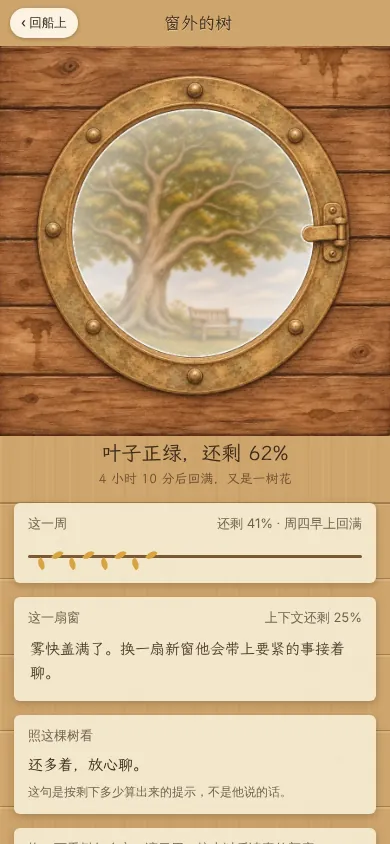 ‹ 回船上
窗外的树
叶子正绿，还剩 62%
4 小时 10 分后回满，又是一树花
这一周
还剩 41% · 周四早上回满
这一扇窗
上下文还剩 25%
雾快盖满了。换一扇新窗他会带上要紧的事接着
聊。
照这棵树看
还多着，放心聊。
这句是按剩下多少算出来的提示，不是他说的话。